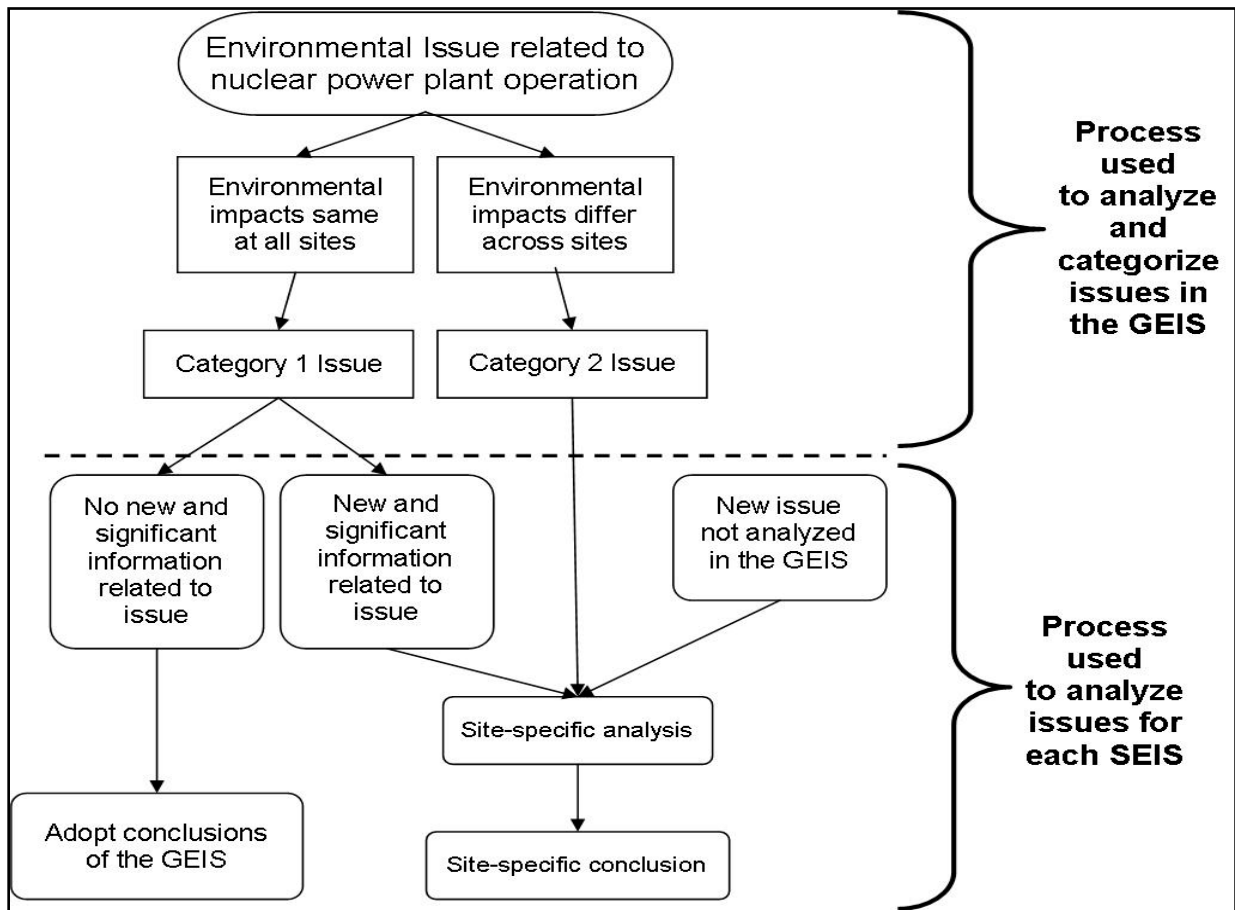 Environmental Issue related to
nuclear power plant operation
Environmental
impacts same
at all sites
Environmental
impacts differ
across sites
Category 1 Issue
Category 2 Issue
Process
used
to analyze
and
categorize
issues in
the GEIS
No new and
significant
information
related to
issue
New and
significant
information
related to
issue
New issue
not analyzed
in the GEIS
Site-specific analysis
Adopt conclusions
of the GEIS
Site-specific conclusion
Process
used
to analyze
issues for
each SEIS